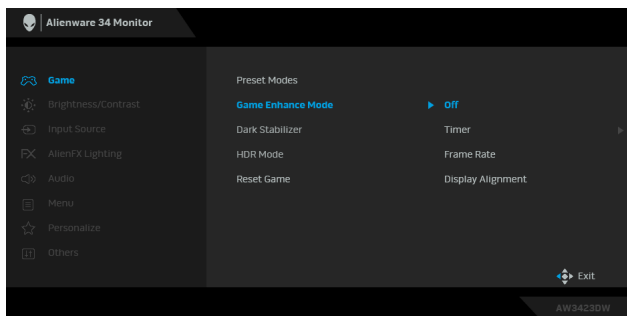 Alienware 34 Monitor
Game
Preset Modes
Brightness/Contrast
Game Enhance Mode
Off
Input Source
Dark Stabilizer
Timer
AlienFX Lighting
HDR Mode
Frame Rate
Audio
Reset Game
Display Alignment
Menu
Personalize
Others
Exit
AW3423DW